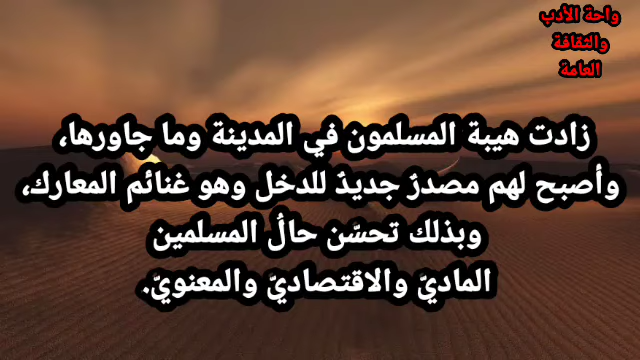 واحة الأدب
والثقافة
العامة
زادت هيبة المسلمون في المدينة وما جاورها،
وأصبح لهم مصدرٌ جديدٌ للدخل وهو غنائم المعارك،
وبذلك تحسّن حالُ المسلمين
الماديّ والاقتصاديّ والمعنويّ.